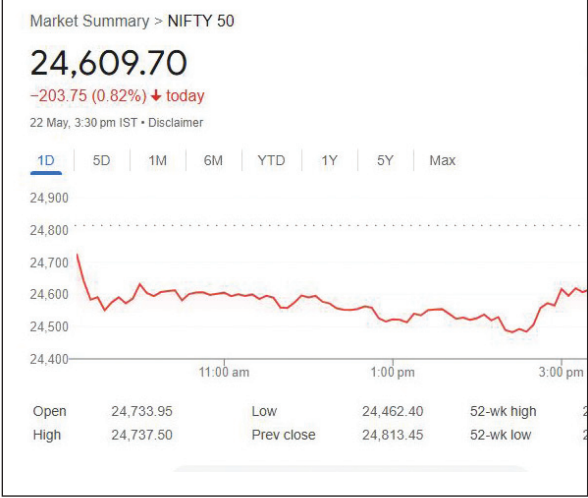 Market Summary > NIFTY 50
24,609.70
−203.75 (0.82%) ↓ today
22 May, 3:30 pm IST • Disclaimer
1D 5D 1M 6M YTD 1Y 5Y Max
24,900
24,800
24,700
24,600
24,500
24,400
11:00 am 1:00 pm 3:00 pm
Open 24,733.95 Low 24,462.40 52-wk high
High 24,737.50 Prev close 24,813.45 52-wk low